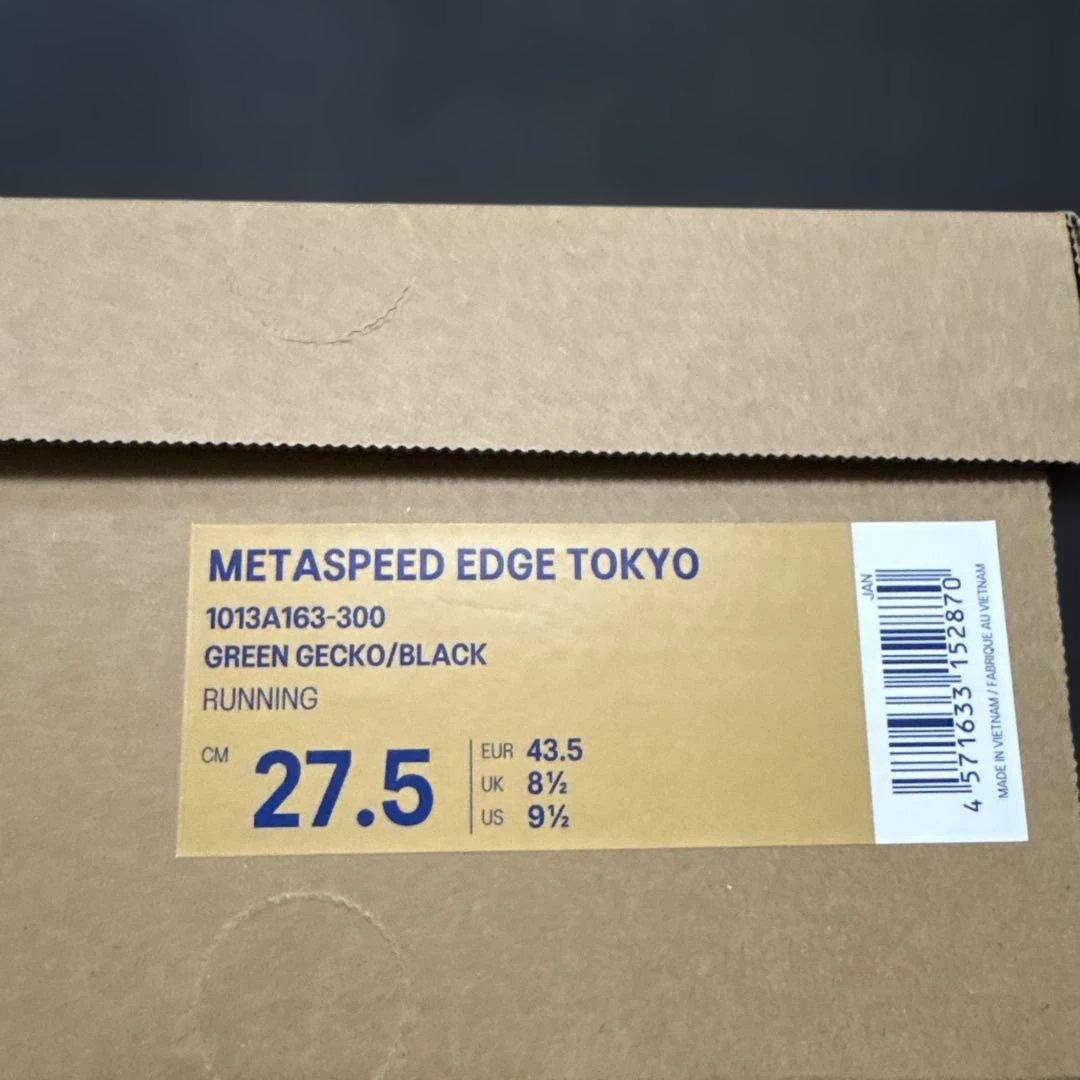 METASPEED EDGE TOKYO
1013A163-300
GREEN GECKO/BLACK
RUNNING
CM 27.5
EUR 43.5
UK 8½
US 9½
JAN
4 571633 152870
MADE IN VIETNAM / FABRIQUE AU VIETNAM